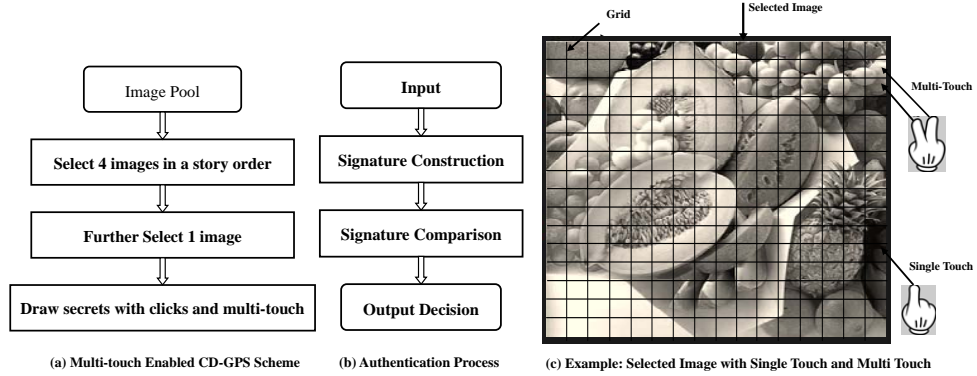 Image Pool
Select 4 images in a story order
Further Select 1 image
Draw secrets with clicks and multi-touch
(a) Multi-touch Enabled CD-GPS Scheme
Input
Signature Construction
Signature Comparison
Output Decision
(b) Authentication Process
Grid
Selected Image
Multi-Touch
Single Touch
(c) Example: Selected Image with Single Touch and Multi Touch